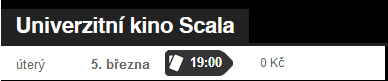 Univerzitní kino Scala
úterý 5. března 19:00 0 Kč